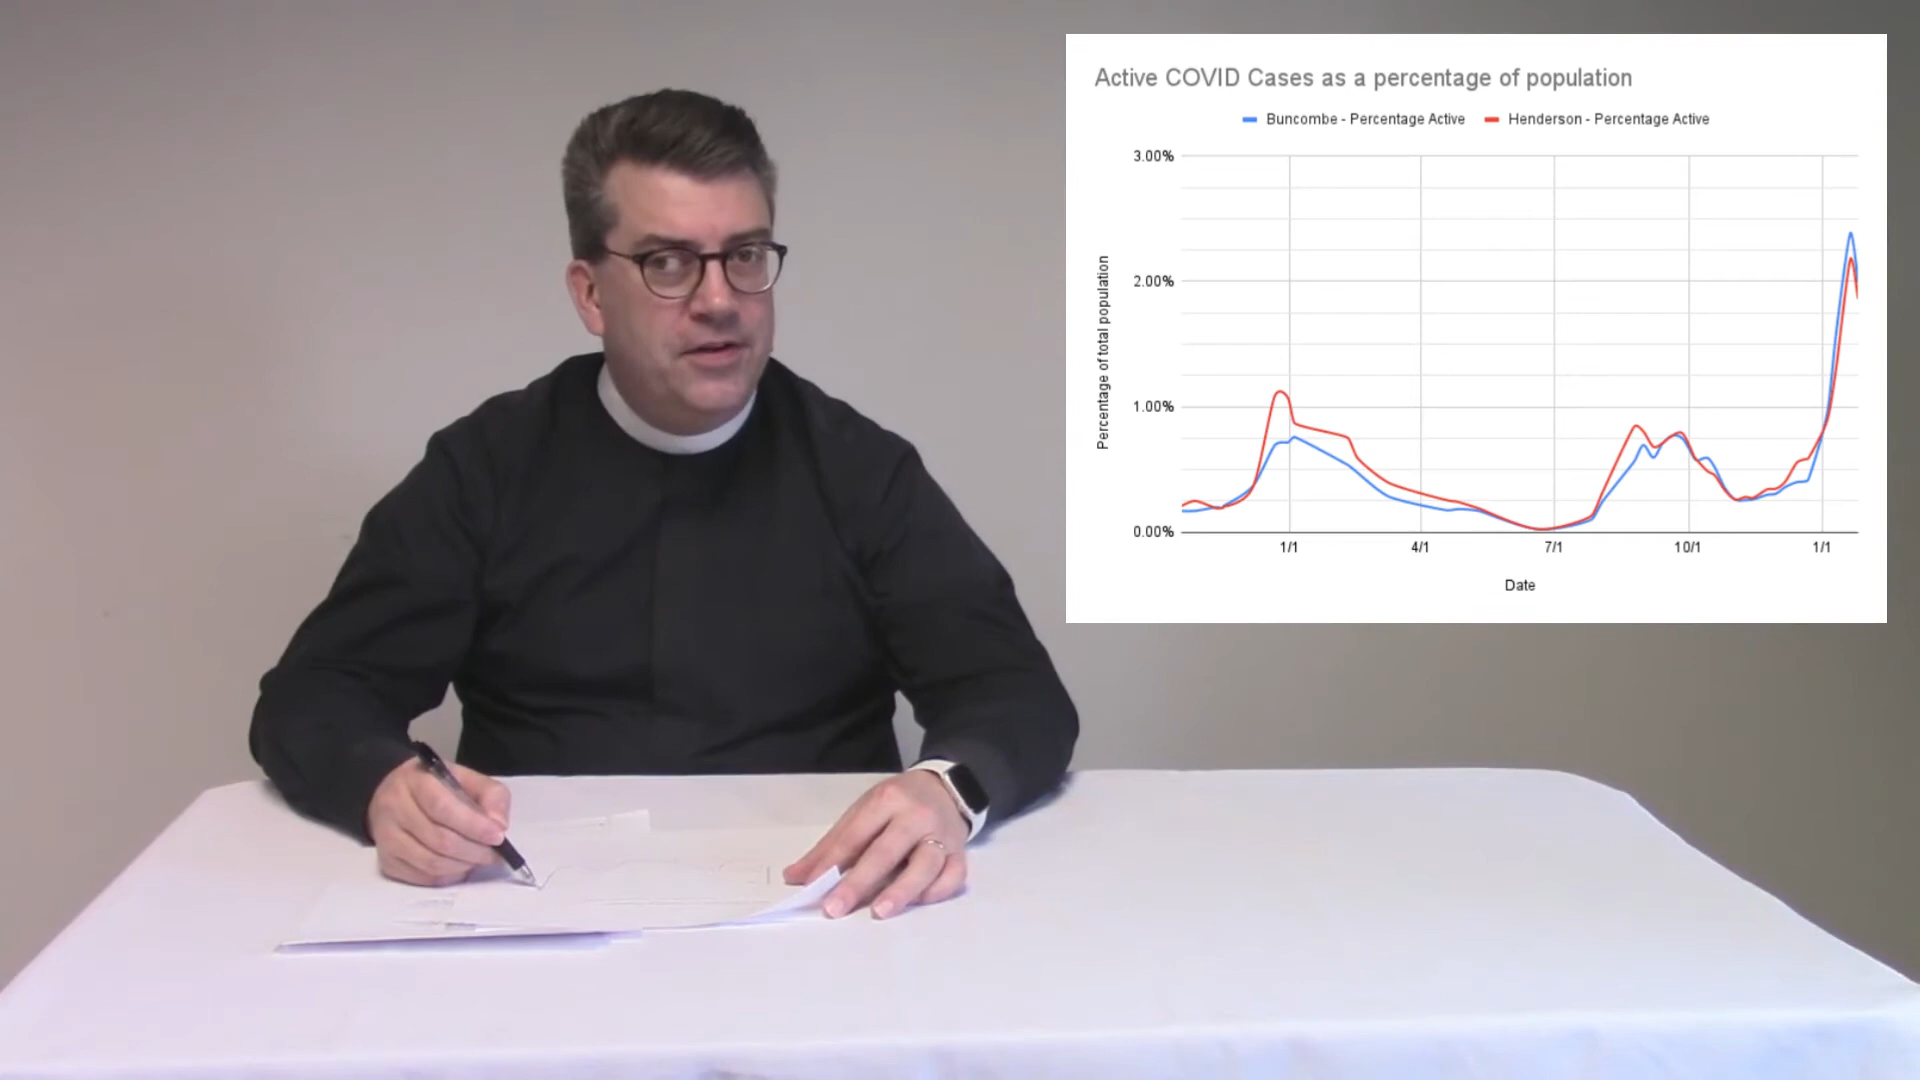 Active COVID Cases as a percentage of population
Buncombe - Percentage Active Henderson - Percentage Active
3.00%
2.00%
1.00%
0.00%
Percentage of total population
1/1 4/1 7/1 10/1 1/1
Date